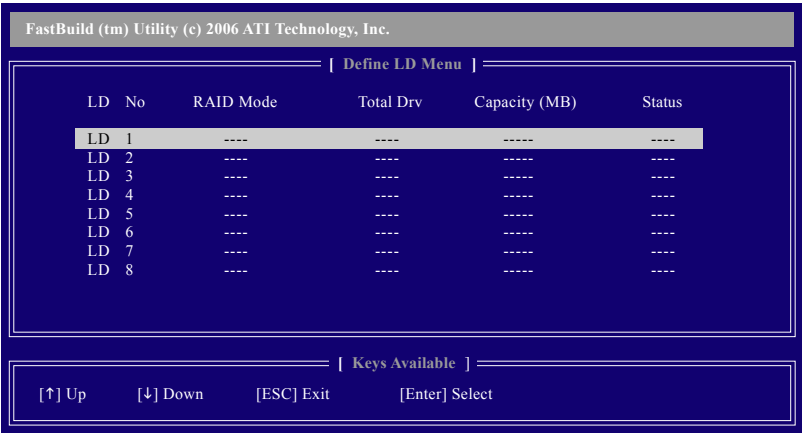 FastBuild (tm) Utility (c) 2006 ATI Technology, Inc.
[ Define LD Menu ]
LD No RAID Mode Total Drv Capacity (MB) Status
LD 1 ---- ---- ----- ----
LD 2 ---- ---- ----- ----
LD 3 ---- ---- ----- ----
LD 4 ---- ---- ----- ----
LD 5 ---- ---- ----- ----
LD 6 ---- ---- ----- ----
LD 7 ---- ---- ----- ----
LD 8 ---- ---- ----- ----
[ Keys Available ]
[↑] Up [↓] Down [ESC] Exit [Enter] Select